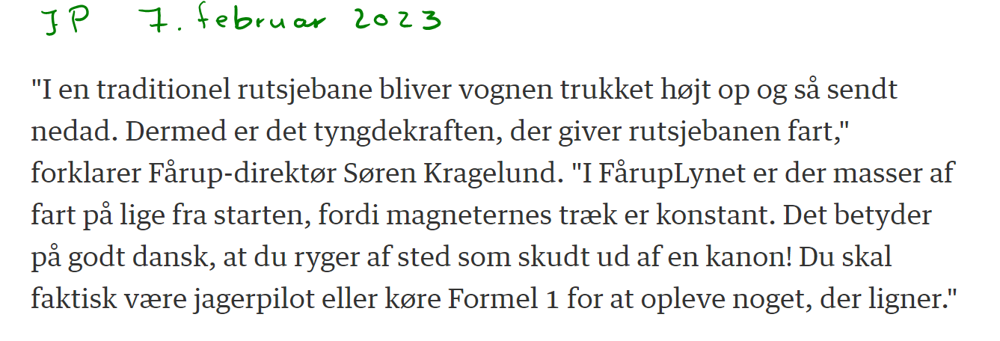 JP 7. februar 2023
"I en traditionel rutsjebane bliver vognen trukket højt op og så sendt
nedad. Dermed er det tyngdekraften, der giver rutsjebanen fart,"
forklarer Fårup-direktør Søren Kragelund. "I FårupLynet er der masser af
fart på lige fra starten, fordi magneternes træk er konstant. Det betyder
på godt dansk, at du ryger af sted som skudt ud af en kanon! Du skal
faktisk være jagerpilot eller køre Formel 1 for at opleve noget, der ligner."